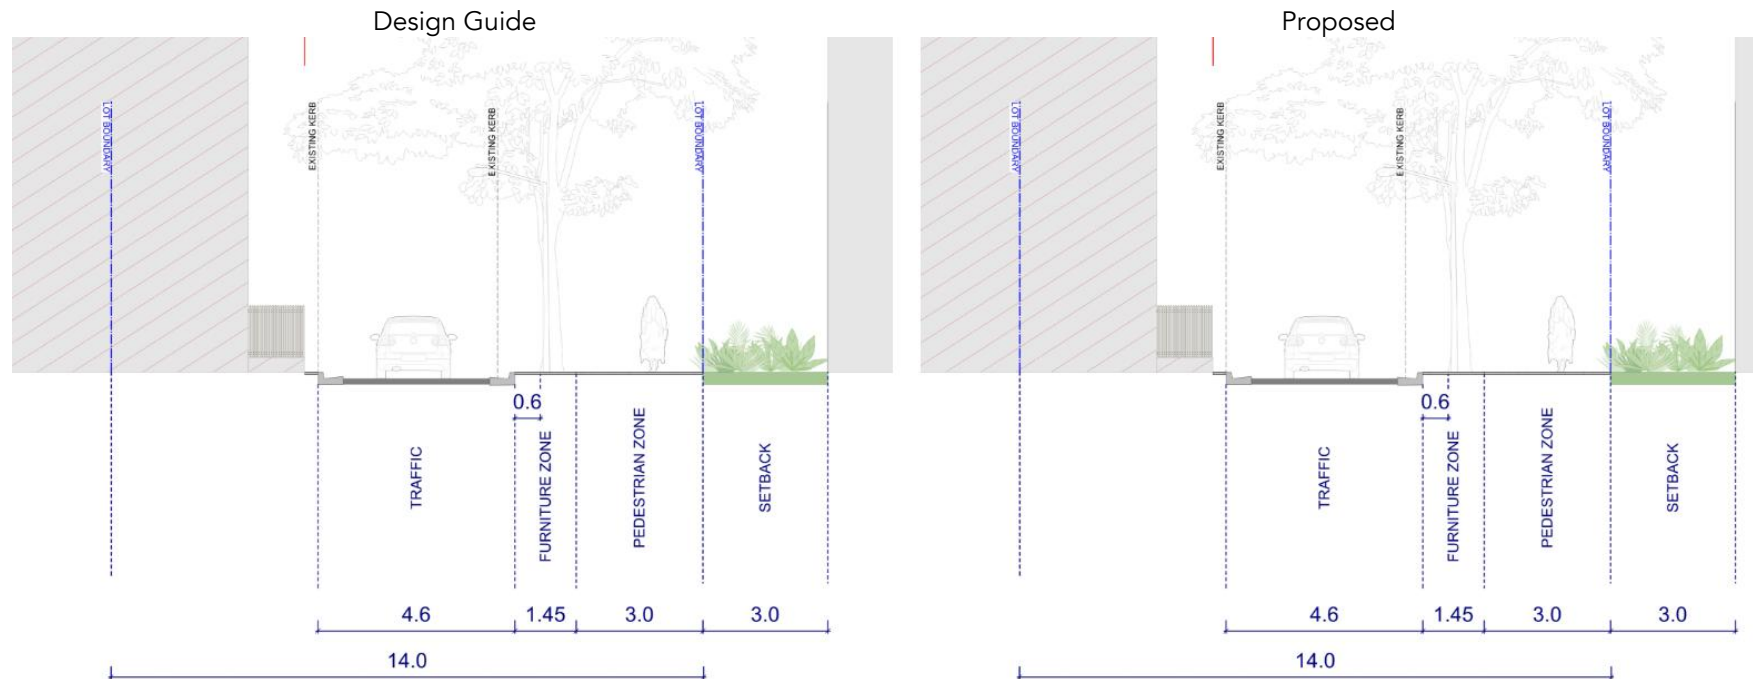 Design Guide
LOT BOUNDARY
EXISTING KERB
EXISTING KERB
LOT BOUNDARY
0.6
TRAFFIC
FURNITURE ZONE
PEDESTRIAN ZONE
SETBACK
4.6
1.45
3.0
3.0
14.0
Proposed
LOT BOUNDARY
EXISTING KERB
EXISTING KERB
LOT BOUNDARY
0.6
TRAFFIC
FURNITURE ZONE
PEDESTRIAN ZONE
SETBACK
4.6
1.45
3.0
3.0
14.0